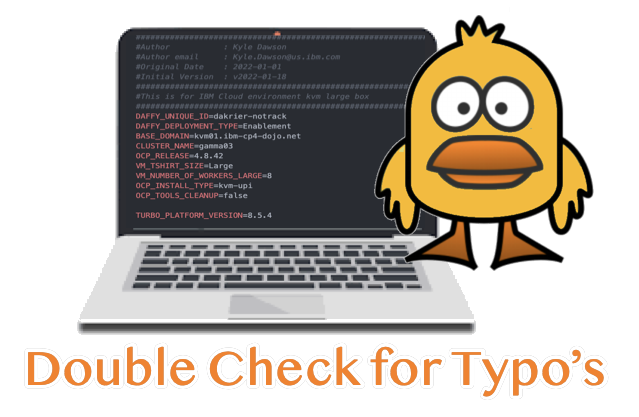 ################################################################
#Author           : Kyle Dawson
#Author email     : Kyle.Dawson@us.ibm.com
#Original Date    : 2022-01-01
#Initial Version  : v2022-01-18
################################################################
#This is for IBM Cloud environment kvm large box
################################################################
DAFFY_UNIQUE_ID=dakrier-notrack
DAFFY_DEPLOYMENT_TYPE=Enablement
BASE_DOMAIN=kvm01.ibm-cp4-dojo.net
CLUSTER_NAME=gamma03
OCP_RELEASE=4.8.42
VM_TSHIRT_SIZE=Large
VM_NUMBER_OF_WORKERS_LARGE=8
OCP_INSTALL_TYPE=kvm-upi
OCP_TOOLS_CLEANUP=false
TURBO_PLATFORM_VERSION=8.5.4
Double Check for Typo’s